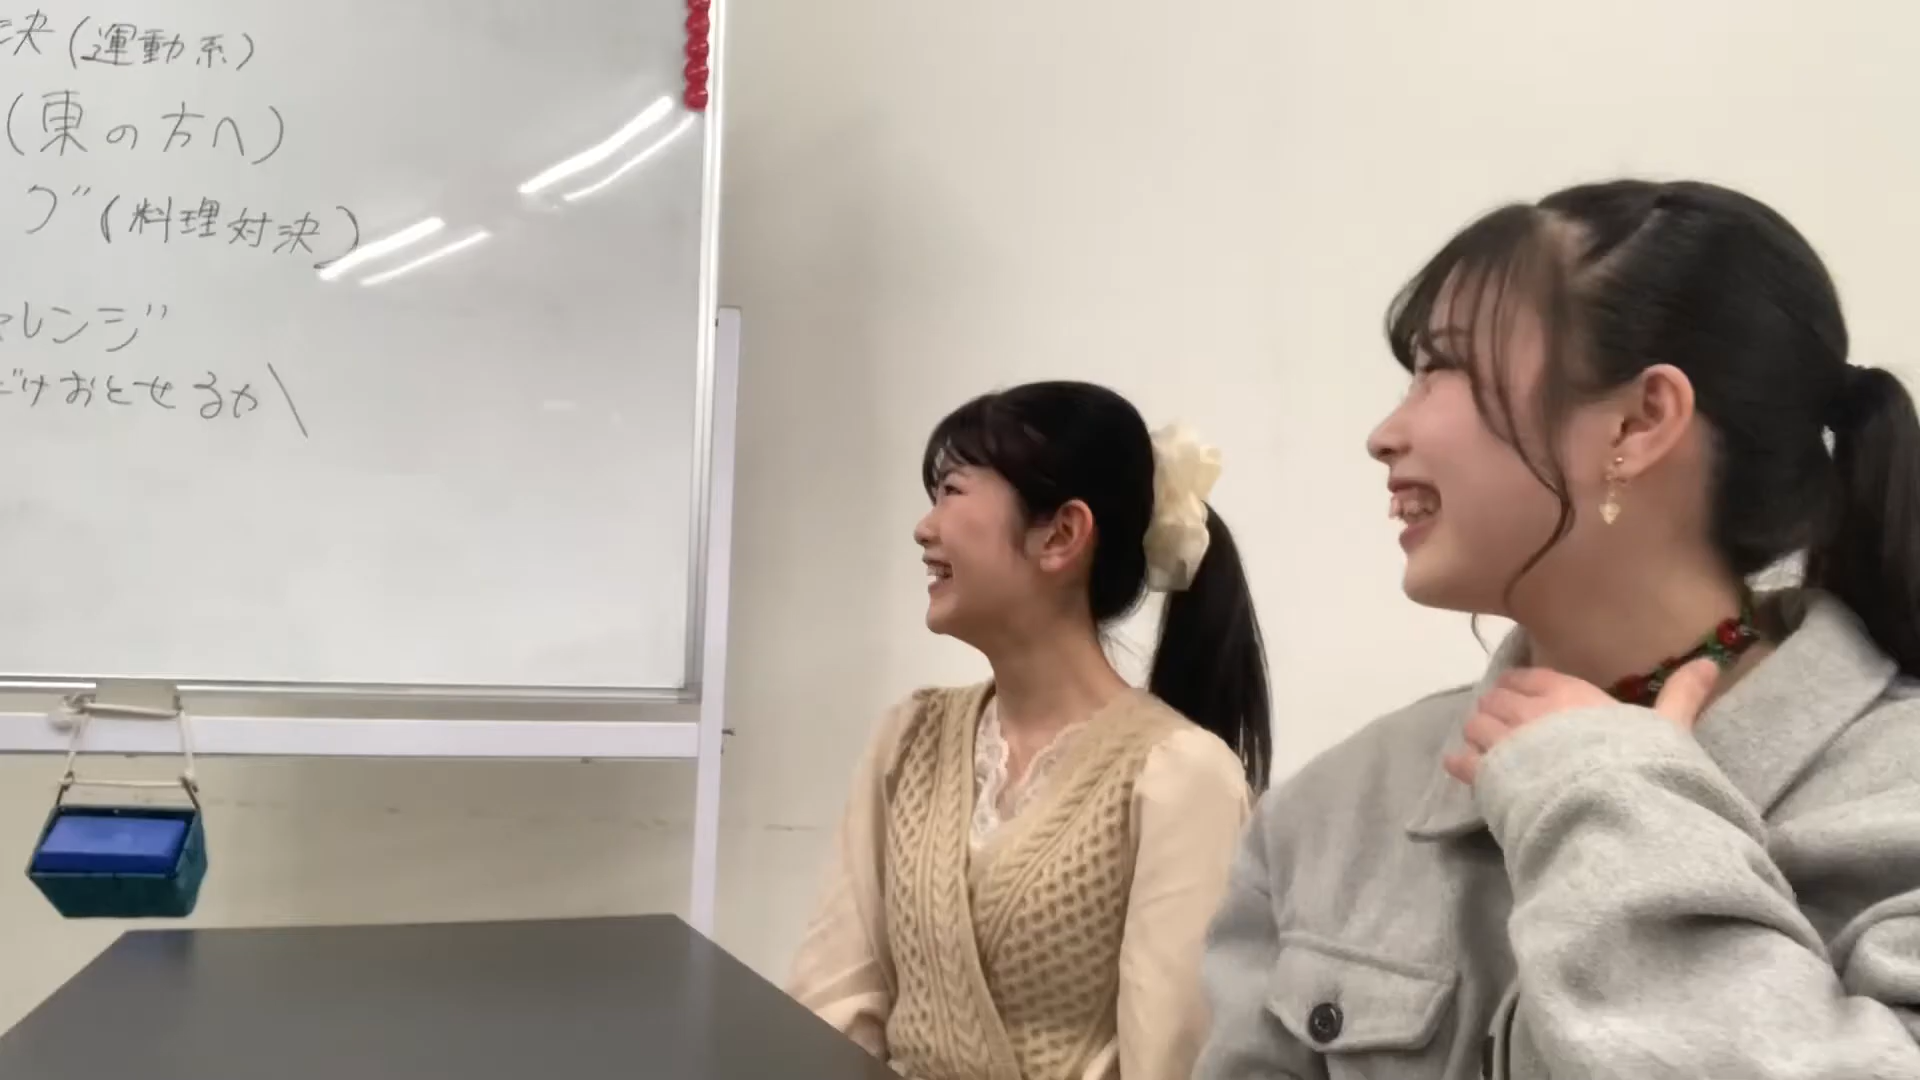 決(運動系)
(東の方へ)
グ(料理対決)
ャレンジ
だけおとせるか\